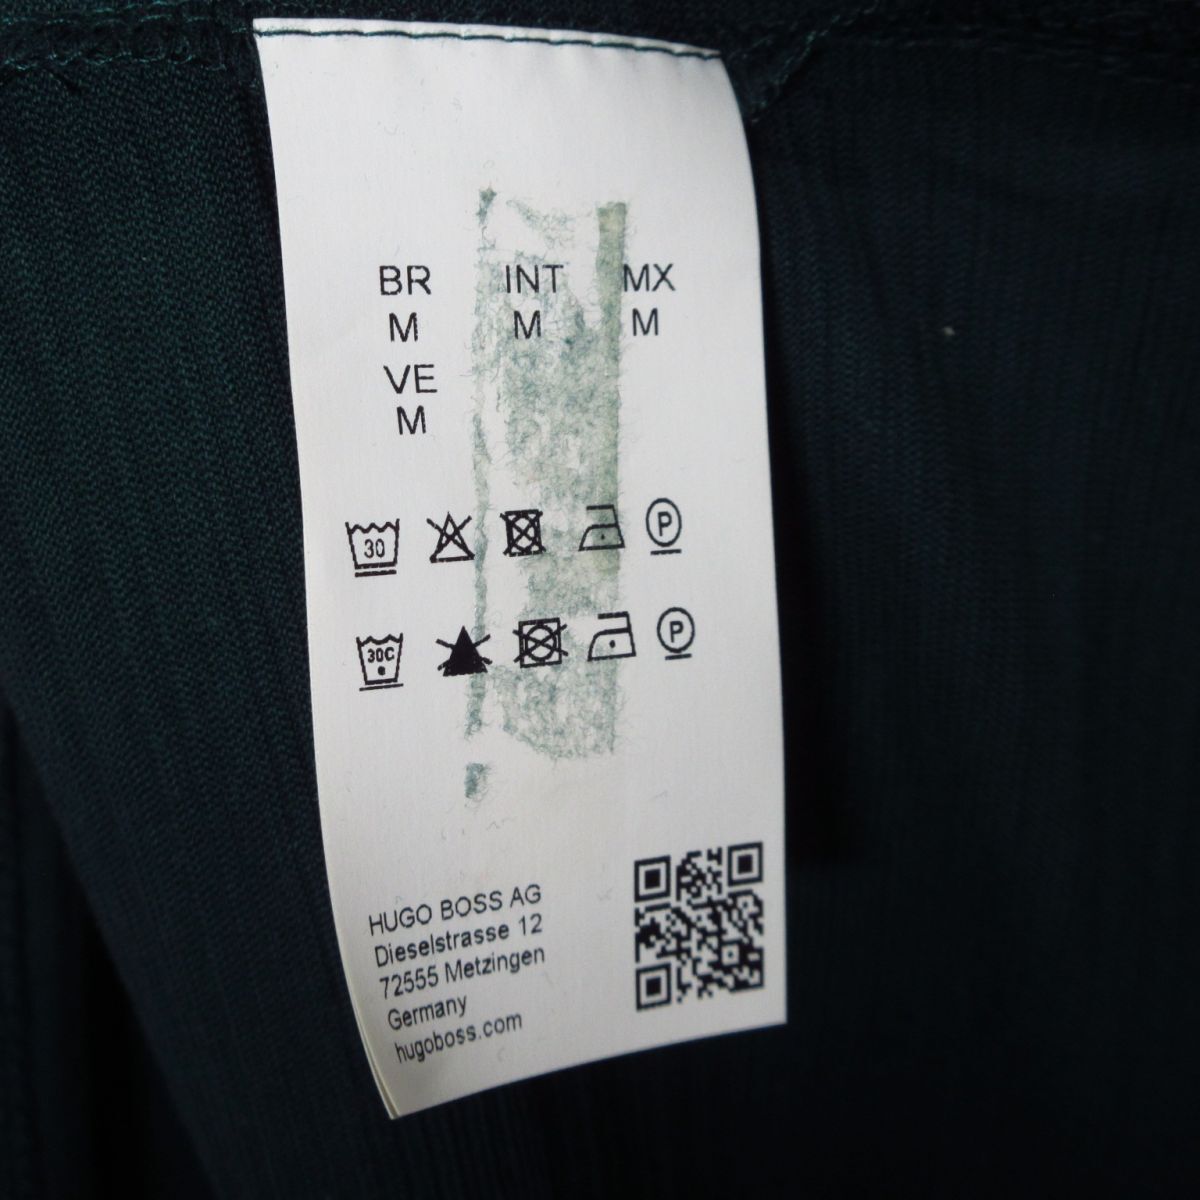 BR INT MX
M M M
VE
M
30 P
30C P
HUGO BOSS AG
Dieselstrasse 12
72555 Metzingen
Germany
hugoboss.com